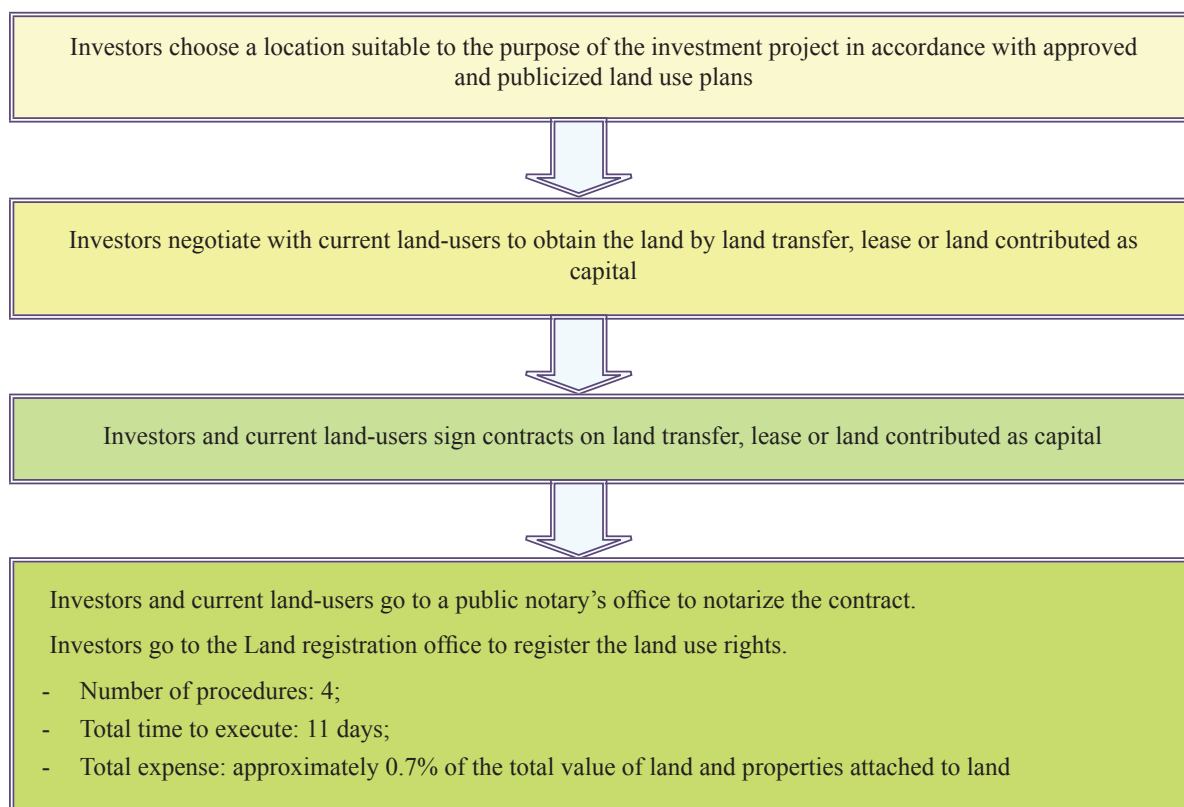 Investors choose a location suitable to the purpose of the investment project in accordance with approved
and publicized land use plans
Investors negotiate with current land-users to obtain the land by land transfer, lease or land contributed as
capital
Investors and current land-users sign contracts on land transfer, lease or land contributed as capital
Investors and current land-users go to a public notary’s office to notarize the contract.
Investors go to the Land registration office to register the land use rights.
- Number of procedures: 4;
- Total time to execute: 11 days;
- Total expense: approximately 0.7% of the total value of land and properties attached to land